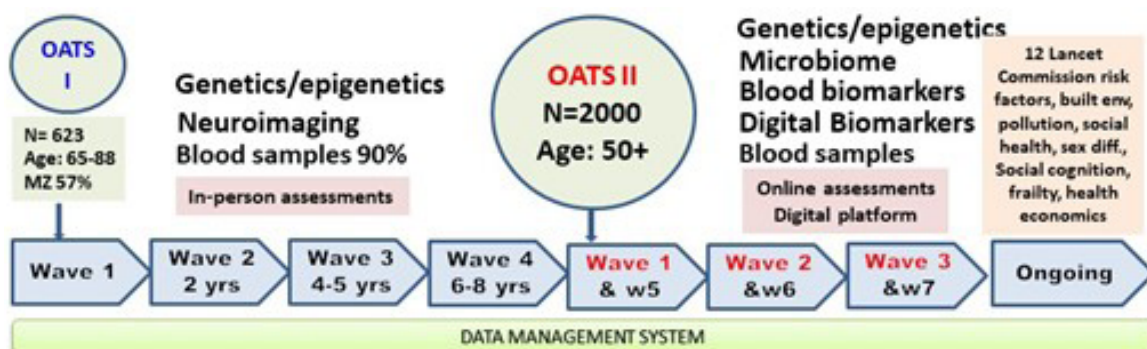 OATS
I
N= 623
Age: 65-88
MZ 57%
Genetics/epigenetics
Neuroimaging
Blood samples 90%
In-person assessments
OATS II
N=2000
Age: 50+
Genetics/epigenetics
Microbiome
Blood biomarkers
Digital Biomarkers
Blood samples
Online assessments
Digital platform
12 Lancet
Commission risk
factors, built env,
pollution, social
health, sex diff.,
Social cognition,
frailty, health
economics
Wave 1
Wave 2
2 yrs
Wave 3
4-5 yrs
Wave 4
6-8 yrs
Wave 1
& w5
Wave 2
&w6
Wave 3
&w7
Ongoing
DATA MANAGEMENT SYSTEM